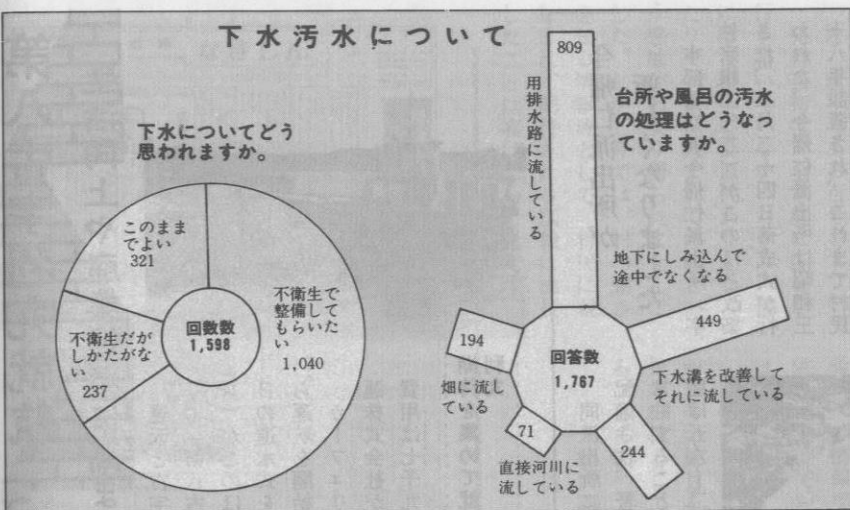 下水汚水について
下水についてどう
思われますか。
このまま
でよい
321
不衛生で
整備して
もらいた
い
1,040
不衛生だが
しかたがな
い
237
回数数
1,598
台所や風呂の汚水
の処理はどうなっ
ていますか。
809
用排水路に流している
地下にしみ込んで
途中でなくなる
449
下水溝を改善して
それに流している
244
直接河川に
流している
71
畑に流し
ている
194
回答数
1,767